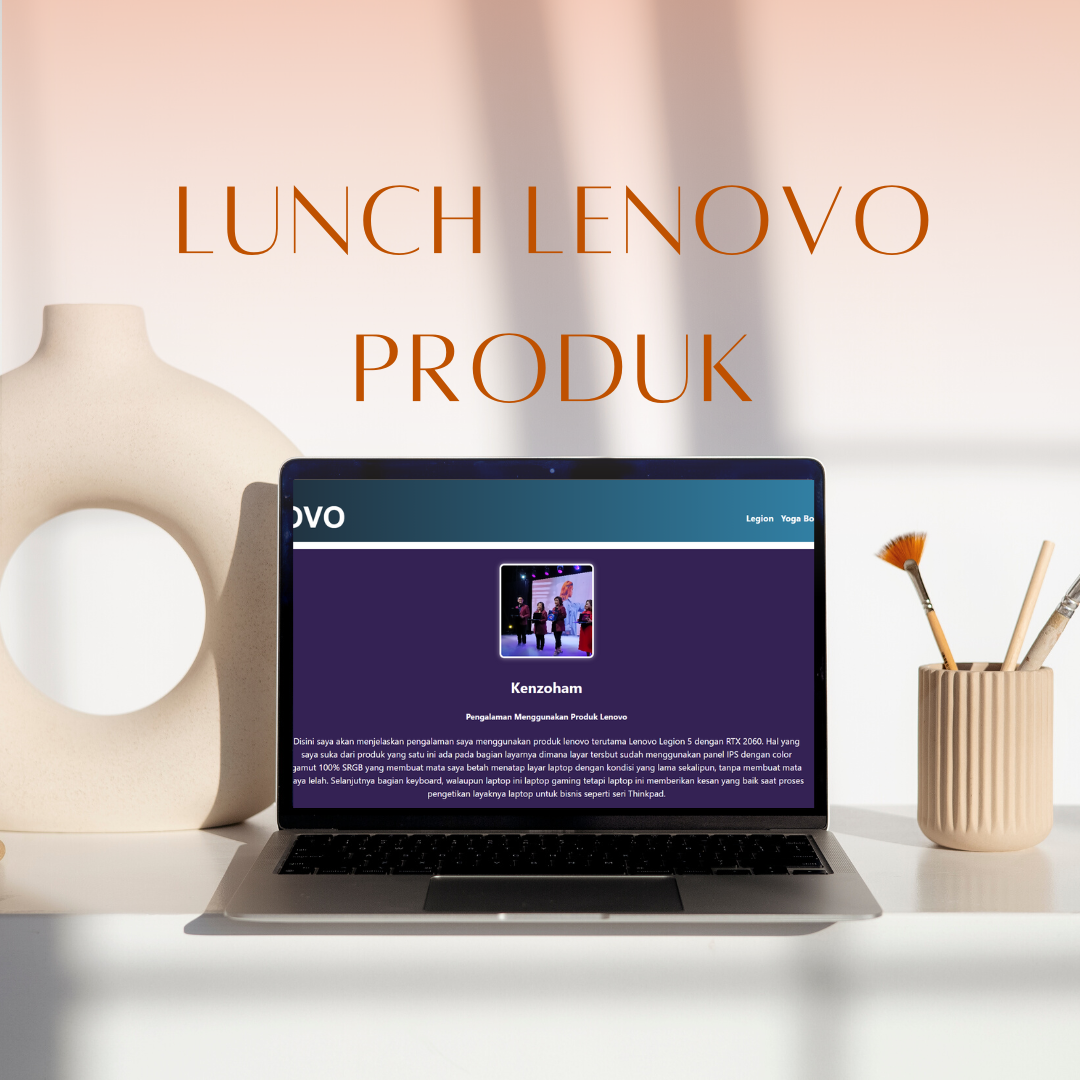 LUNCH LENOVO
PRODUK
OVO
Legion Yoga Bo
Kenzoham
Pengalaman Menggunakan Produk Lenovo
Disini saya akan menjelaskan pengalaman saya menggunakan produk lenovo terutama Lenovo Legion 5 dengan RTX 2060. Hal yang
saya suka dari produk yang satu ini ada pada bagian layarnya dimana layar tersbut sudah menggunakan panel IPS dengan color
gamut 100% SRGB yang membuat mata saya betah menatap layar laptop dengan kondisi yang lama sekalipun, tanpa membuat mata
aya lelah. Selanjutnya bagian keyboard, walaupun laptop ini laptop gaming tetapi laptop ini memberikan kesan yang baik saat proses
pengetikan layaknya laptop untuk bisnis seperti seri Thinkpad.